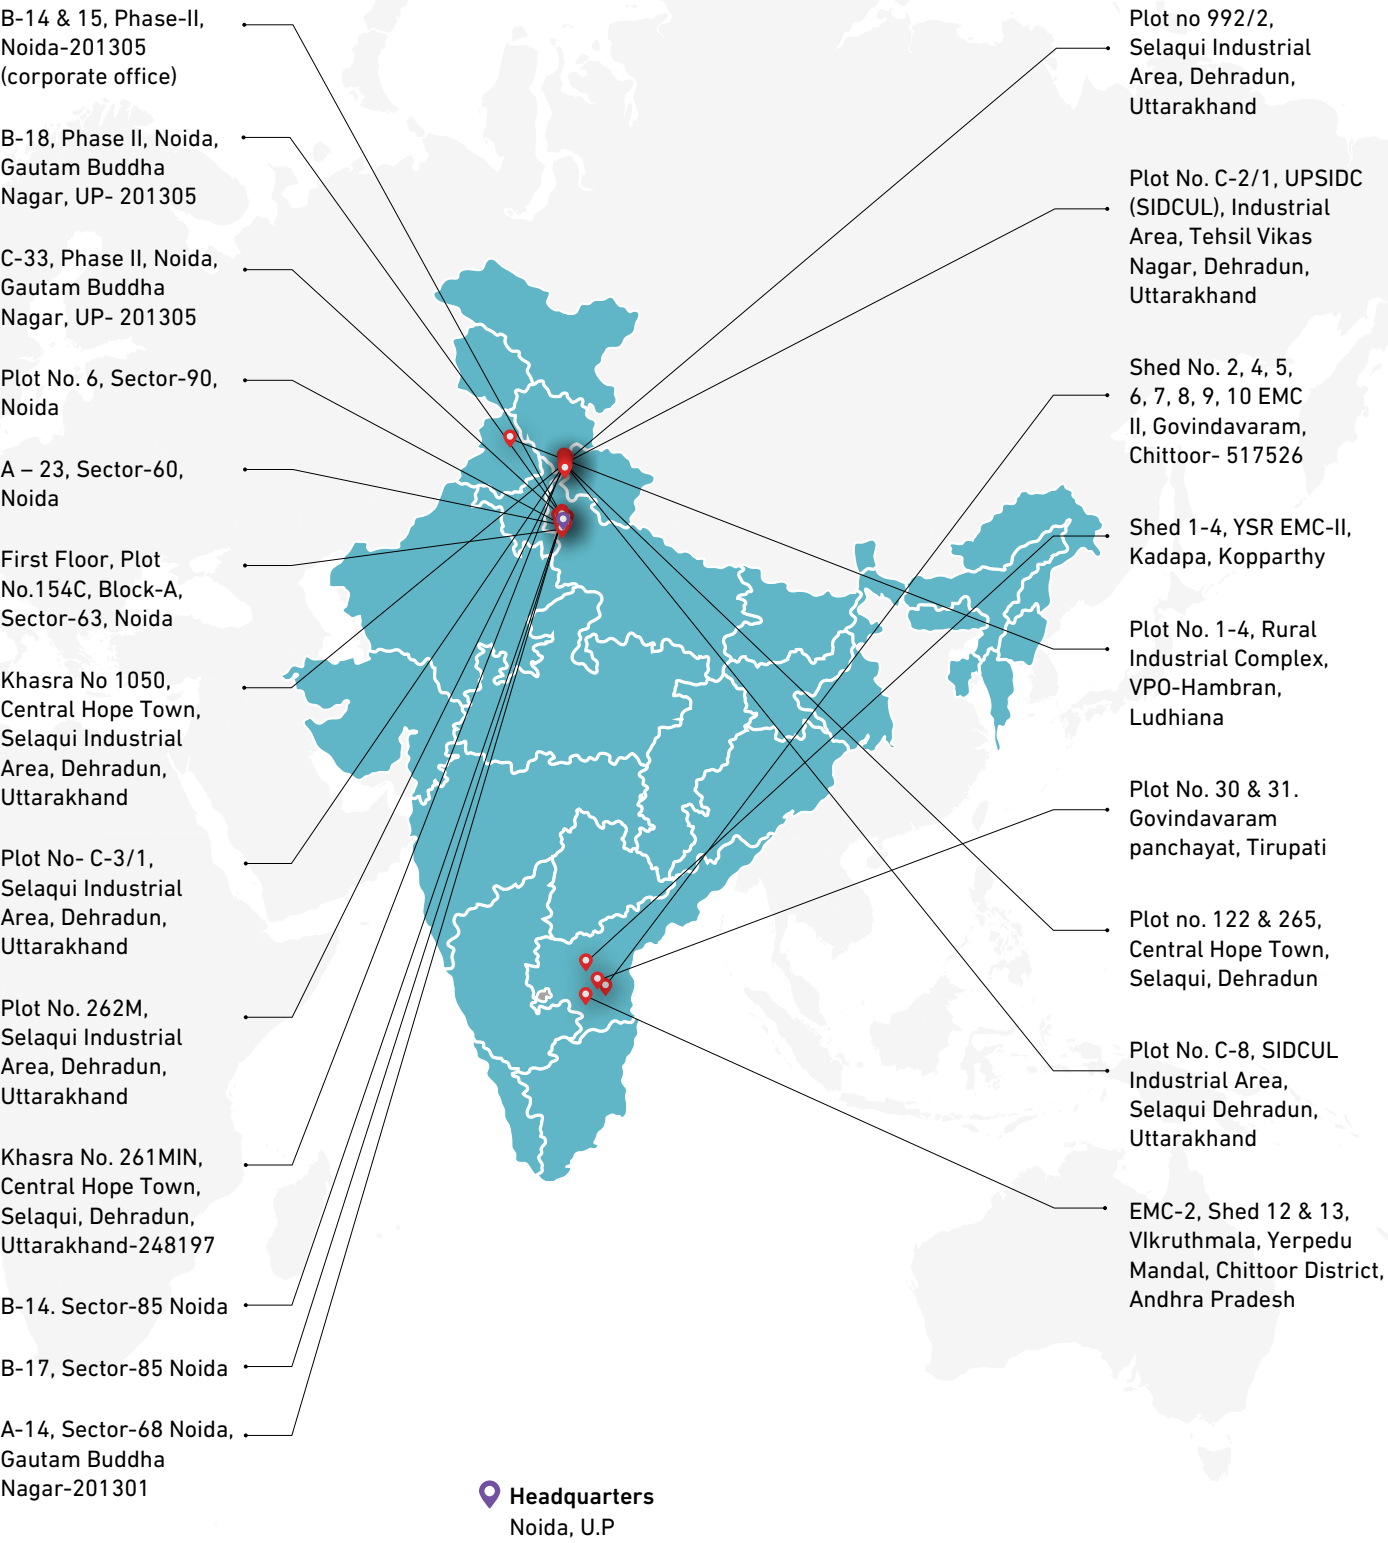 B-14 & 15, Phase-II,
Noida-201305
(corporate office)
B-18, Phase II, Noida,
Gautam Buddha
Nagar, UP- 201305
C-33, Phase II, Noida,
Gautam Buddha
Nagar, UP- 201305
Plot No. 6, Sector-90,
Noida
A – 23, Sector-60,
Noida
First Floor, Plot
No.154C, Block-A,
Sector-63, Noida
Khasra No 1050,
Central Hope Town,
Selaqui Industrial
Area, Dehradun,
Uttarakhand
Plot No- C-3/1,
Selaqui Industrial
Area, Dehradun,
Uttarakhand
Plot No. 262M,
Selaqui Industrial
Area, Dehradun,
Uttarakhand
Khasra No. 261MIN,
Central Hope Town,
Selaqui, Dehradun,
Uttarakhand-248197
B-14. Sector-85 Noida
B-17, Sector-85 Noida
A-14, Sector-68 Noida,
Gautam Buddha
Nagar-201301
Plot no 992/2,
Selaqui Industrial
Area, Dehradun,
Uttarakhand
Plot No. C-2/1, UPSIDC
(SIDCUL), Industrial
Area, Tehsil Vikas
Nagar, Dehradun,
Uttarakhand
Shed No. 2, 4, 5,
6, 7, 8, 9, 10 EMC
II, Govindavaram,
Chittoor- 517526
Shed 1-4, YSR EMC-II,
Kadapa, Kopparthy
Plot No. 1-4, Rural
Industrial Complex,
VPO-Hambran,
Ludhiana
Plot No. 30 & 31.
Govindavaram
panchayat, Tirupati
Plot no. 122 & 265,
Central Hope Town,
Selaqui, Dehradun
Plot No. C-8, SIDCUL
Industrial Area,
Selaqui Dehradun,
Uttarakhand
EMC-2, Shed 12 & 13,
VIkruthmala, Yerpedu
Mandal, Chittoor District,
Andhra Pradesh
Headquarters
Noida, U.P